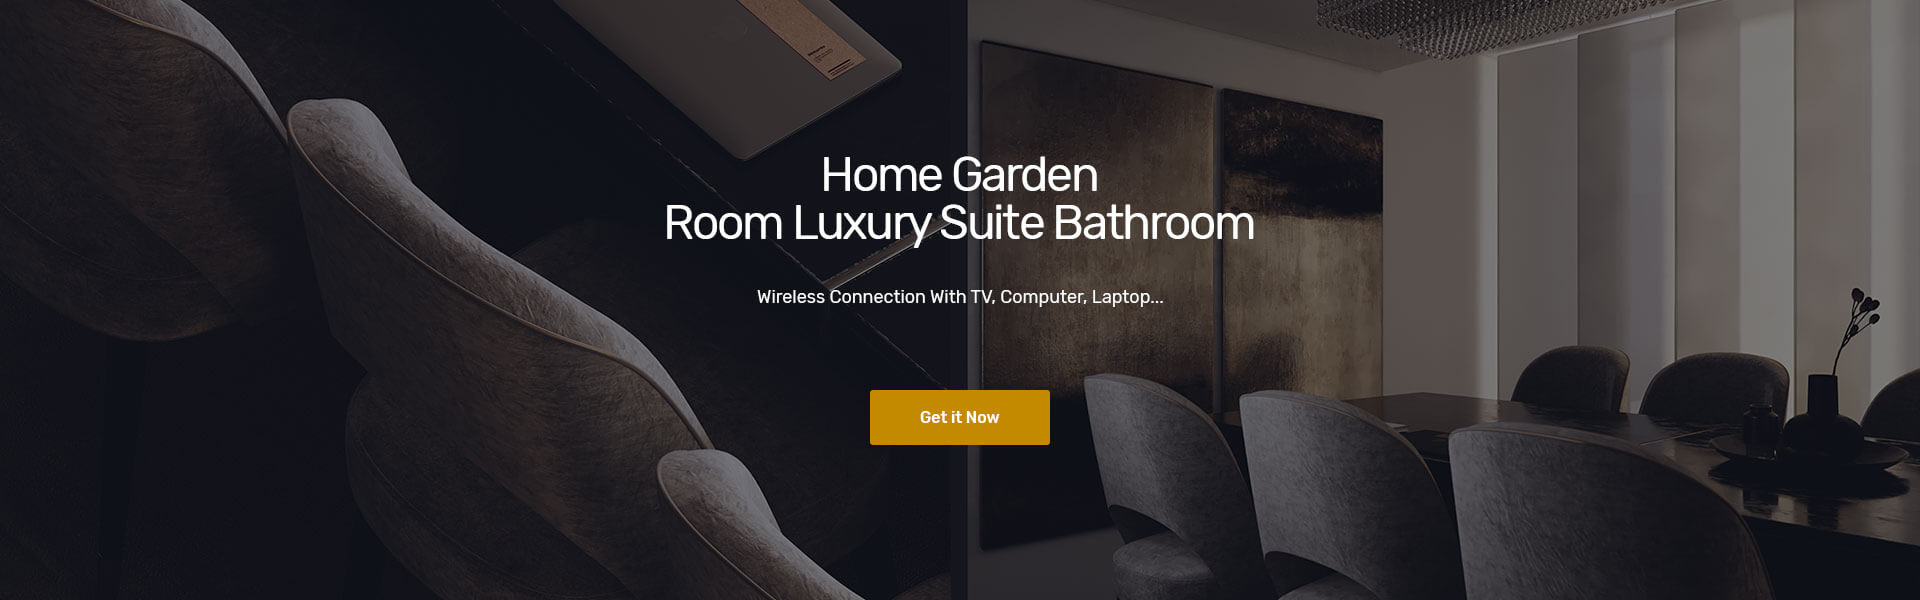 Home Garden
Room Luxury Suite Bathroom
Wireless Connection With TV, Computer, Laptop...
Get it Now